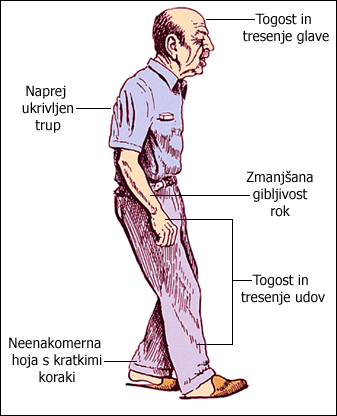 Togost in
tresenje glave
Naprej
ukrivljen
trup
Zmanjšana
gibljivost
rok
Togost in
tresenje udov
Neenakomerna
hoja s kratkimi
koraki